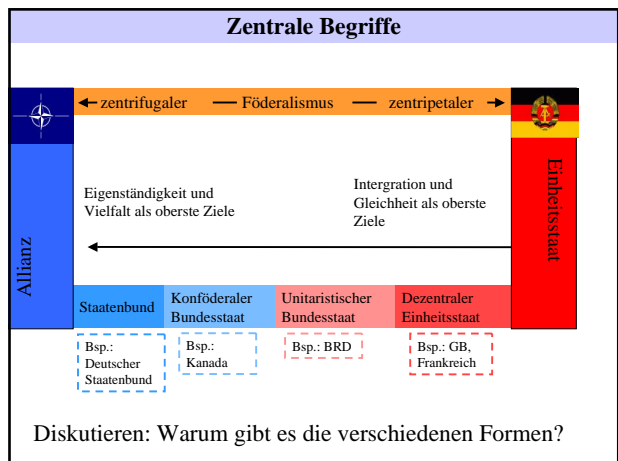 Zentrale Begriffe
zentrifugaler Föderalismus zentripetaler
Allianz
Einheitsstaat
Eigenständigkeit und
Vielfalt als oberste Ziele
Intergration und
Gleichheit als oberste
Ziele
Staatenbund
Konföderaler
Bundesstaat
Unitaristischer
Bundesstaat
Dezentraler
Einheitsstaat
Bsp.:
Deutscher
Staatenbund
Bsp.:
Kanada
Bsp.: BRD
Bsp.: GB,
Frankreich
Diskutieren: Warum gibt es die verschiedenen Formen?